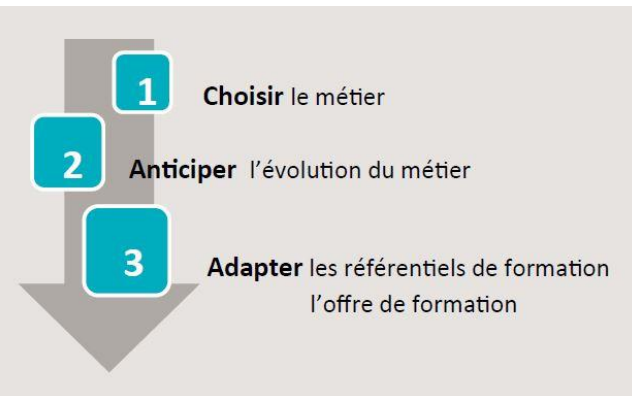 1
Choisir le métier
2
Anticiper l’évolution du métier
3
Adapter les référentiels de formation
l’offre de formation